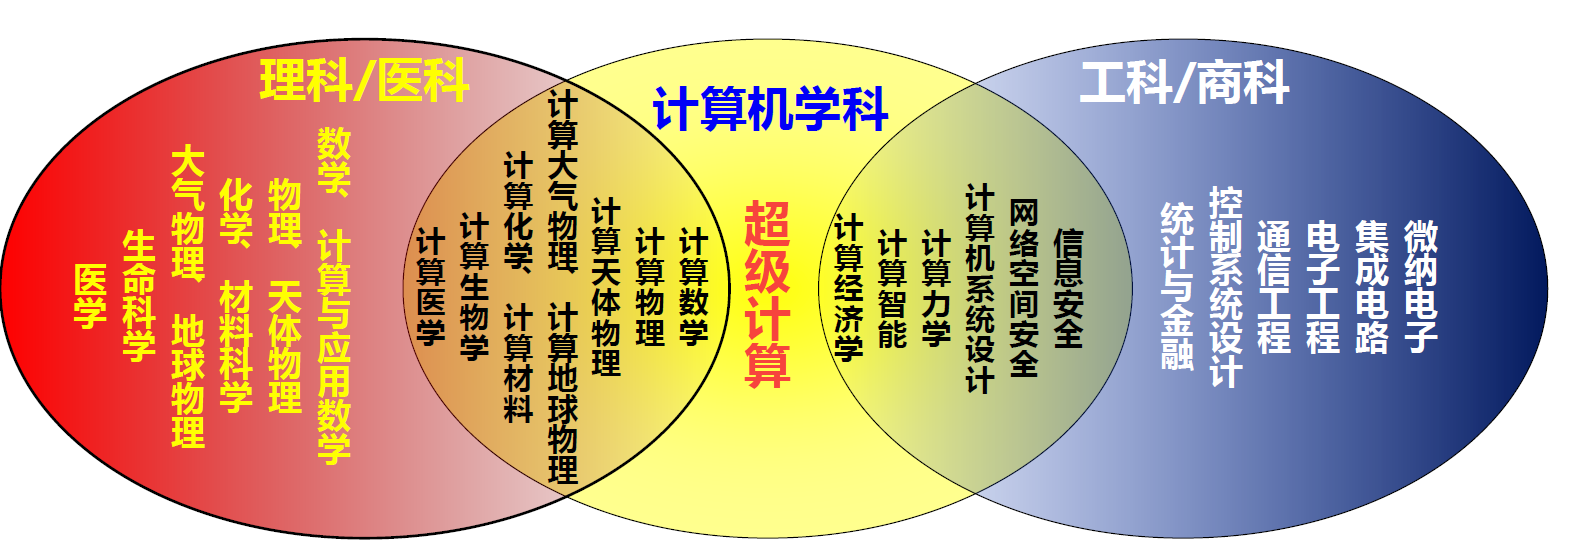 理科/医科
医学
生命科学
大气物理、地球物理
化学、材料科学
物理、天体物理
数学、计算与应用数学
计算医学
计算生物学
计算化学、计算材料
计算大气物理、计算地球物理
计算天体物理
计算物理
计算数学
计算机学科
超级计算
计算经济学
计算智能
计算力学
计算机系统设计
网络空间安全
信息安全
工科/商科
统计与金融
控制系统设计
通信工程
电子工程
集成电路
微纳电子